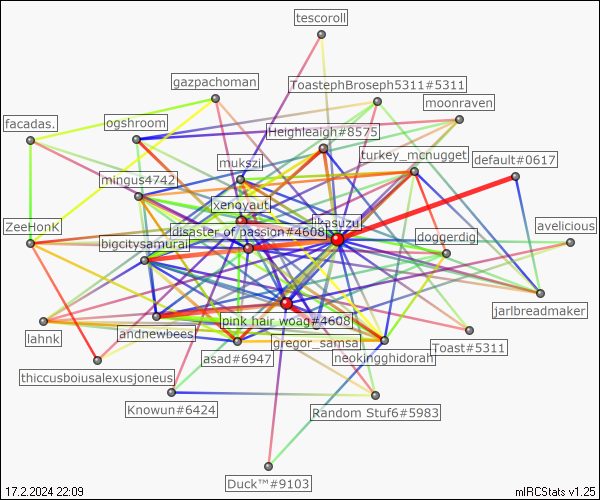 tescoroll
gazpachoman
ToastephBroseph5311#5311
moonraven
facadas.
ogshroom
Heighleaigh#8575
turkey_mcnugget
default#0617
mukszi
mingus4742
xenoyaut
ikasuzu
ZeeHonK
disaster of passion#4608
bigcitysamurai
doggerdig
avelicious
jarlbreadmaker
pink hair woag#4608
lahnk
andnewbees
gregor_samsa
Toast#5311
asad#6947
neokingghidorah
thiccusboiusalexusjoneus
Knowun#6424
Random Stuf6#5983
Duck™#9103
17.2.2024 22:09
mIRCStats v1.25